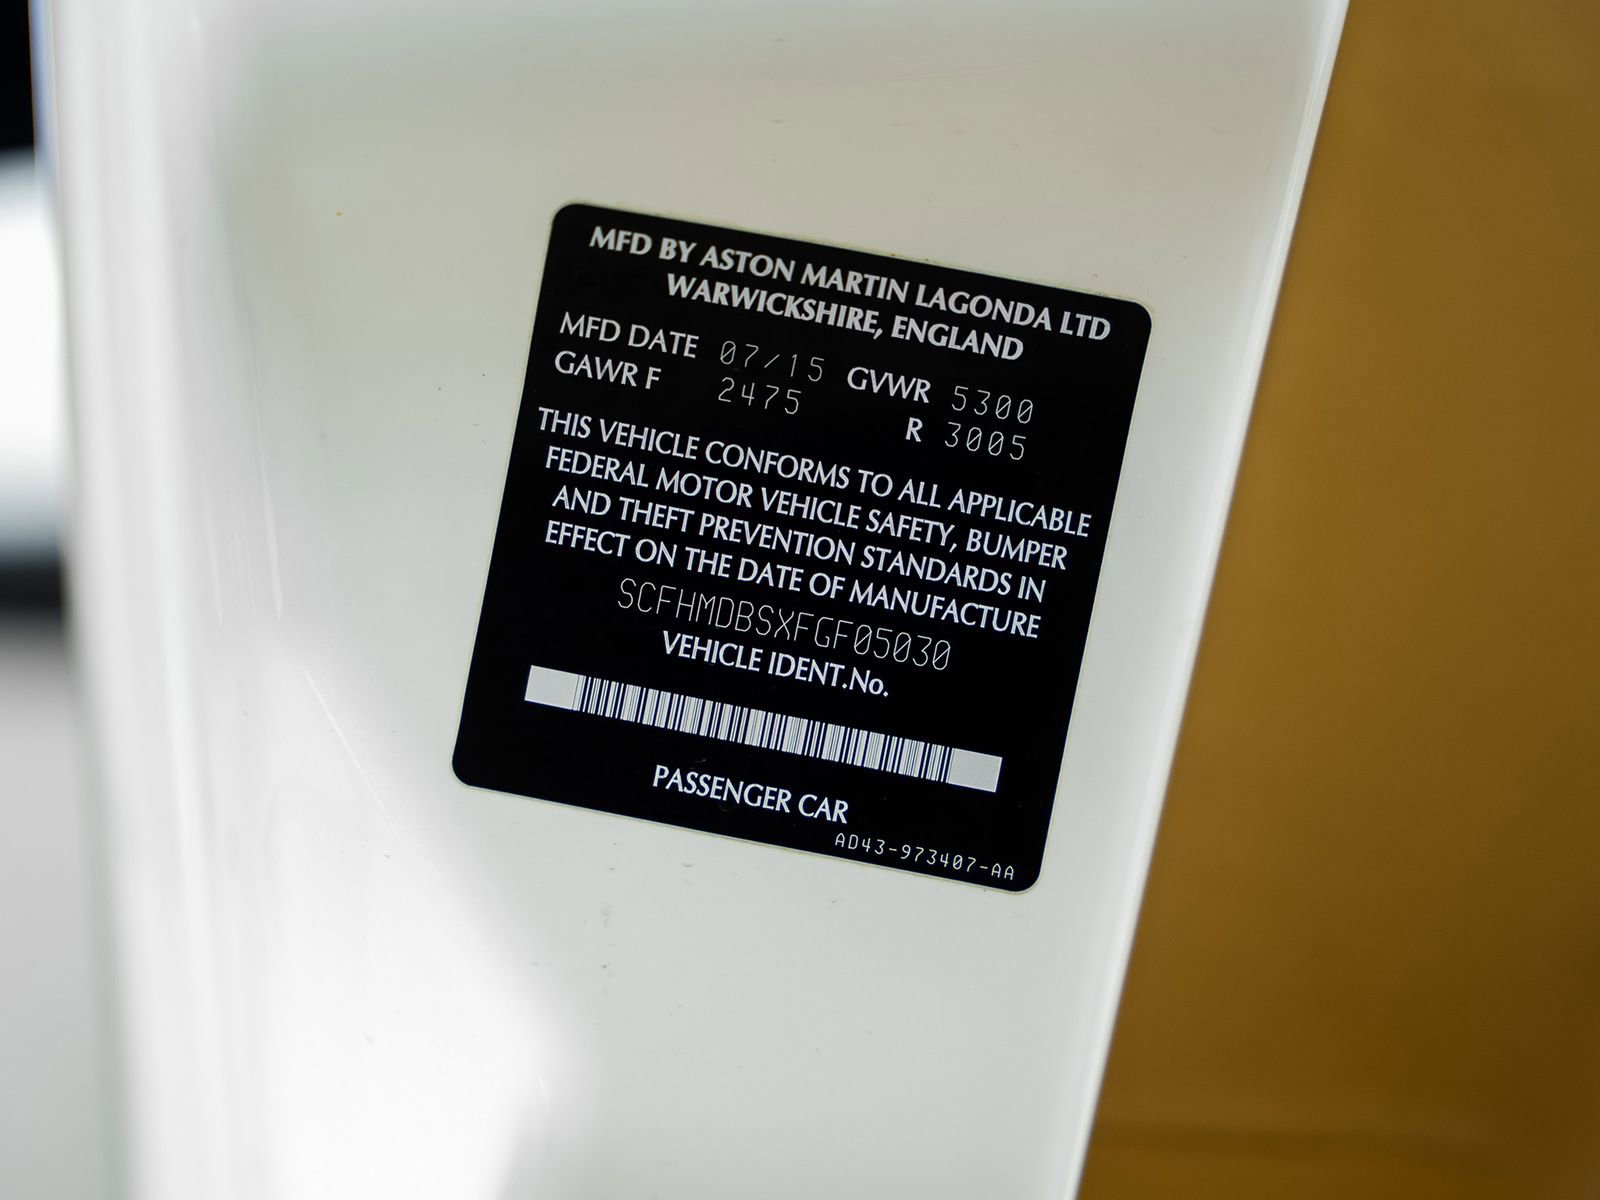 MFD BY ASTON MARTIN LAGONDA LTD
WARWICKSHIRE, ENGLAND
MFD DATE 07/15 GVWR 5300
GAWR F 2475 R 3005
THIS VEHICLE CONFORMS TO ALL APPLICABLE
FEDERAL MOTOR VEHICLE SAFETY, BUMPER
AND THEFT PREVENTION STANDARDS IN
EFFECT ON THE DATE OF MANUFACTURE
SCFHMDBSXFGF05030
VEHICLE IDENT.No.
PASSENGER CAR
AD43-973407-AA